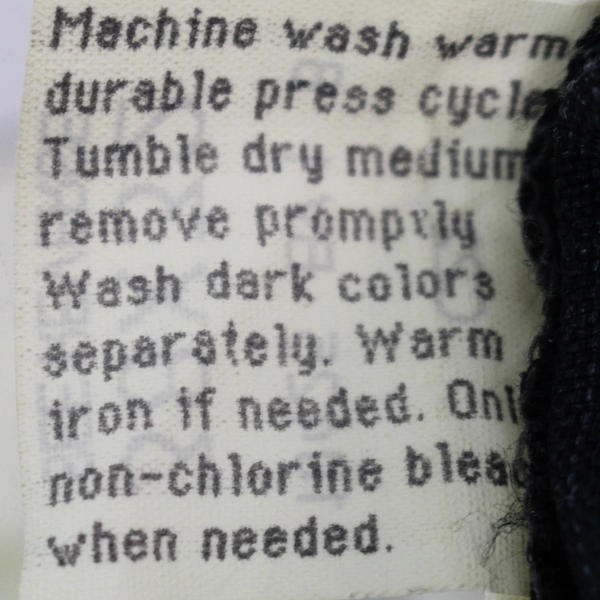 Machine wash warm
durable press cycle
Tumble dry medium
remove promptly
Wash dark colors
separately. Warm
iron if needed. Onl
non-chlorine bleac
when needed.